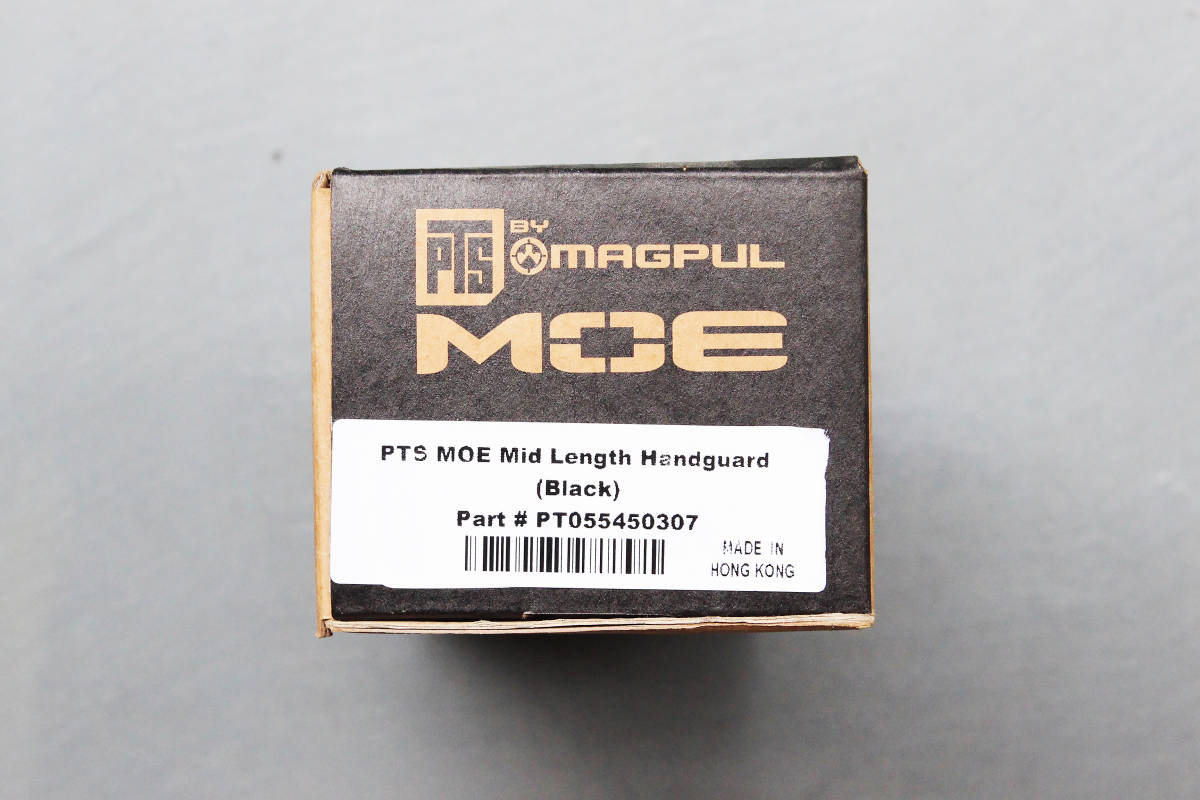 PTS BY
MAGPUL
MOE
PTS MOE Mid Length Handguard
(Black)
Part # PT055450307
MADE IN
HONG KONG